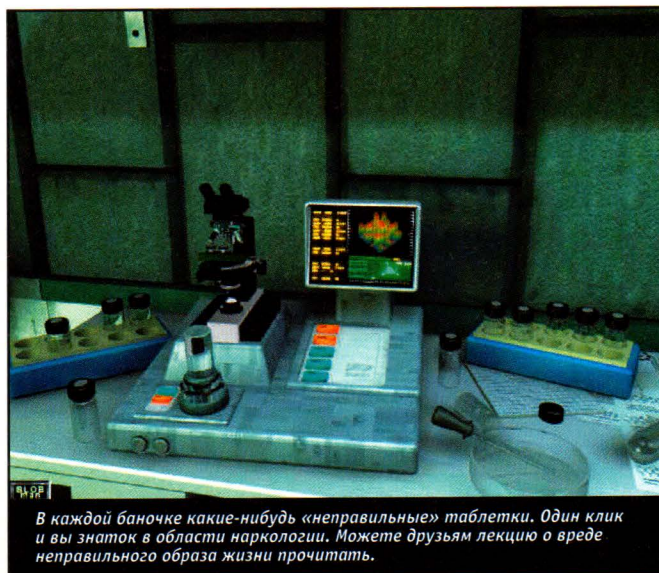 В каждой баночке какие-нибудь «неправильные» таблетки. Один клик
и вы знаток в области наркологии. Можете друзьям лекцию о вреде
неправильного образа жизни прочитать.